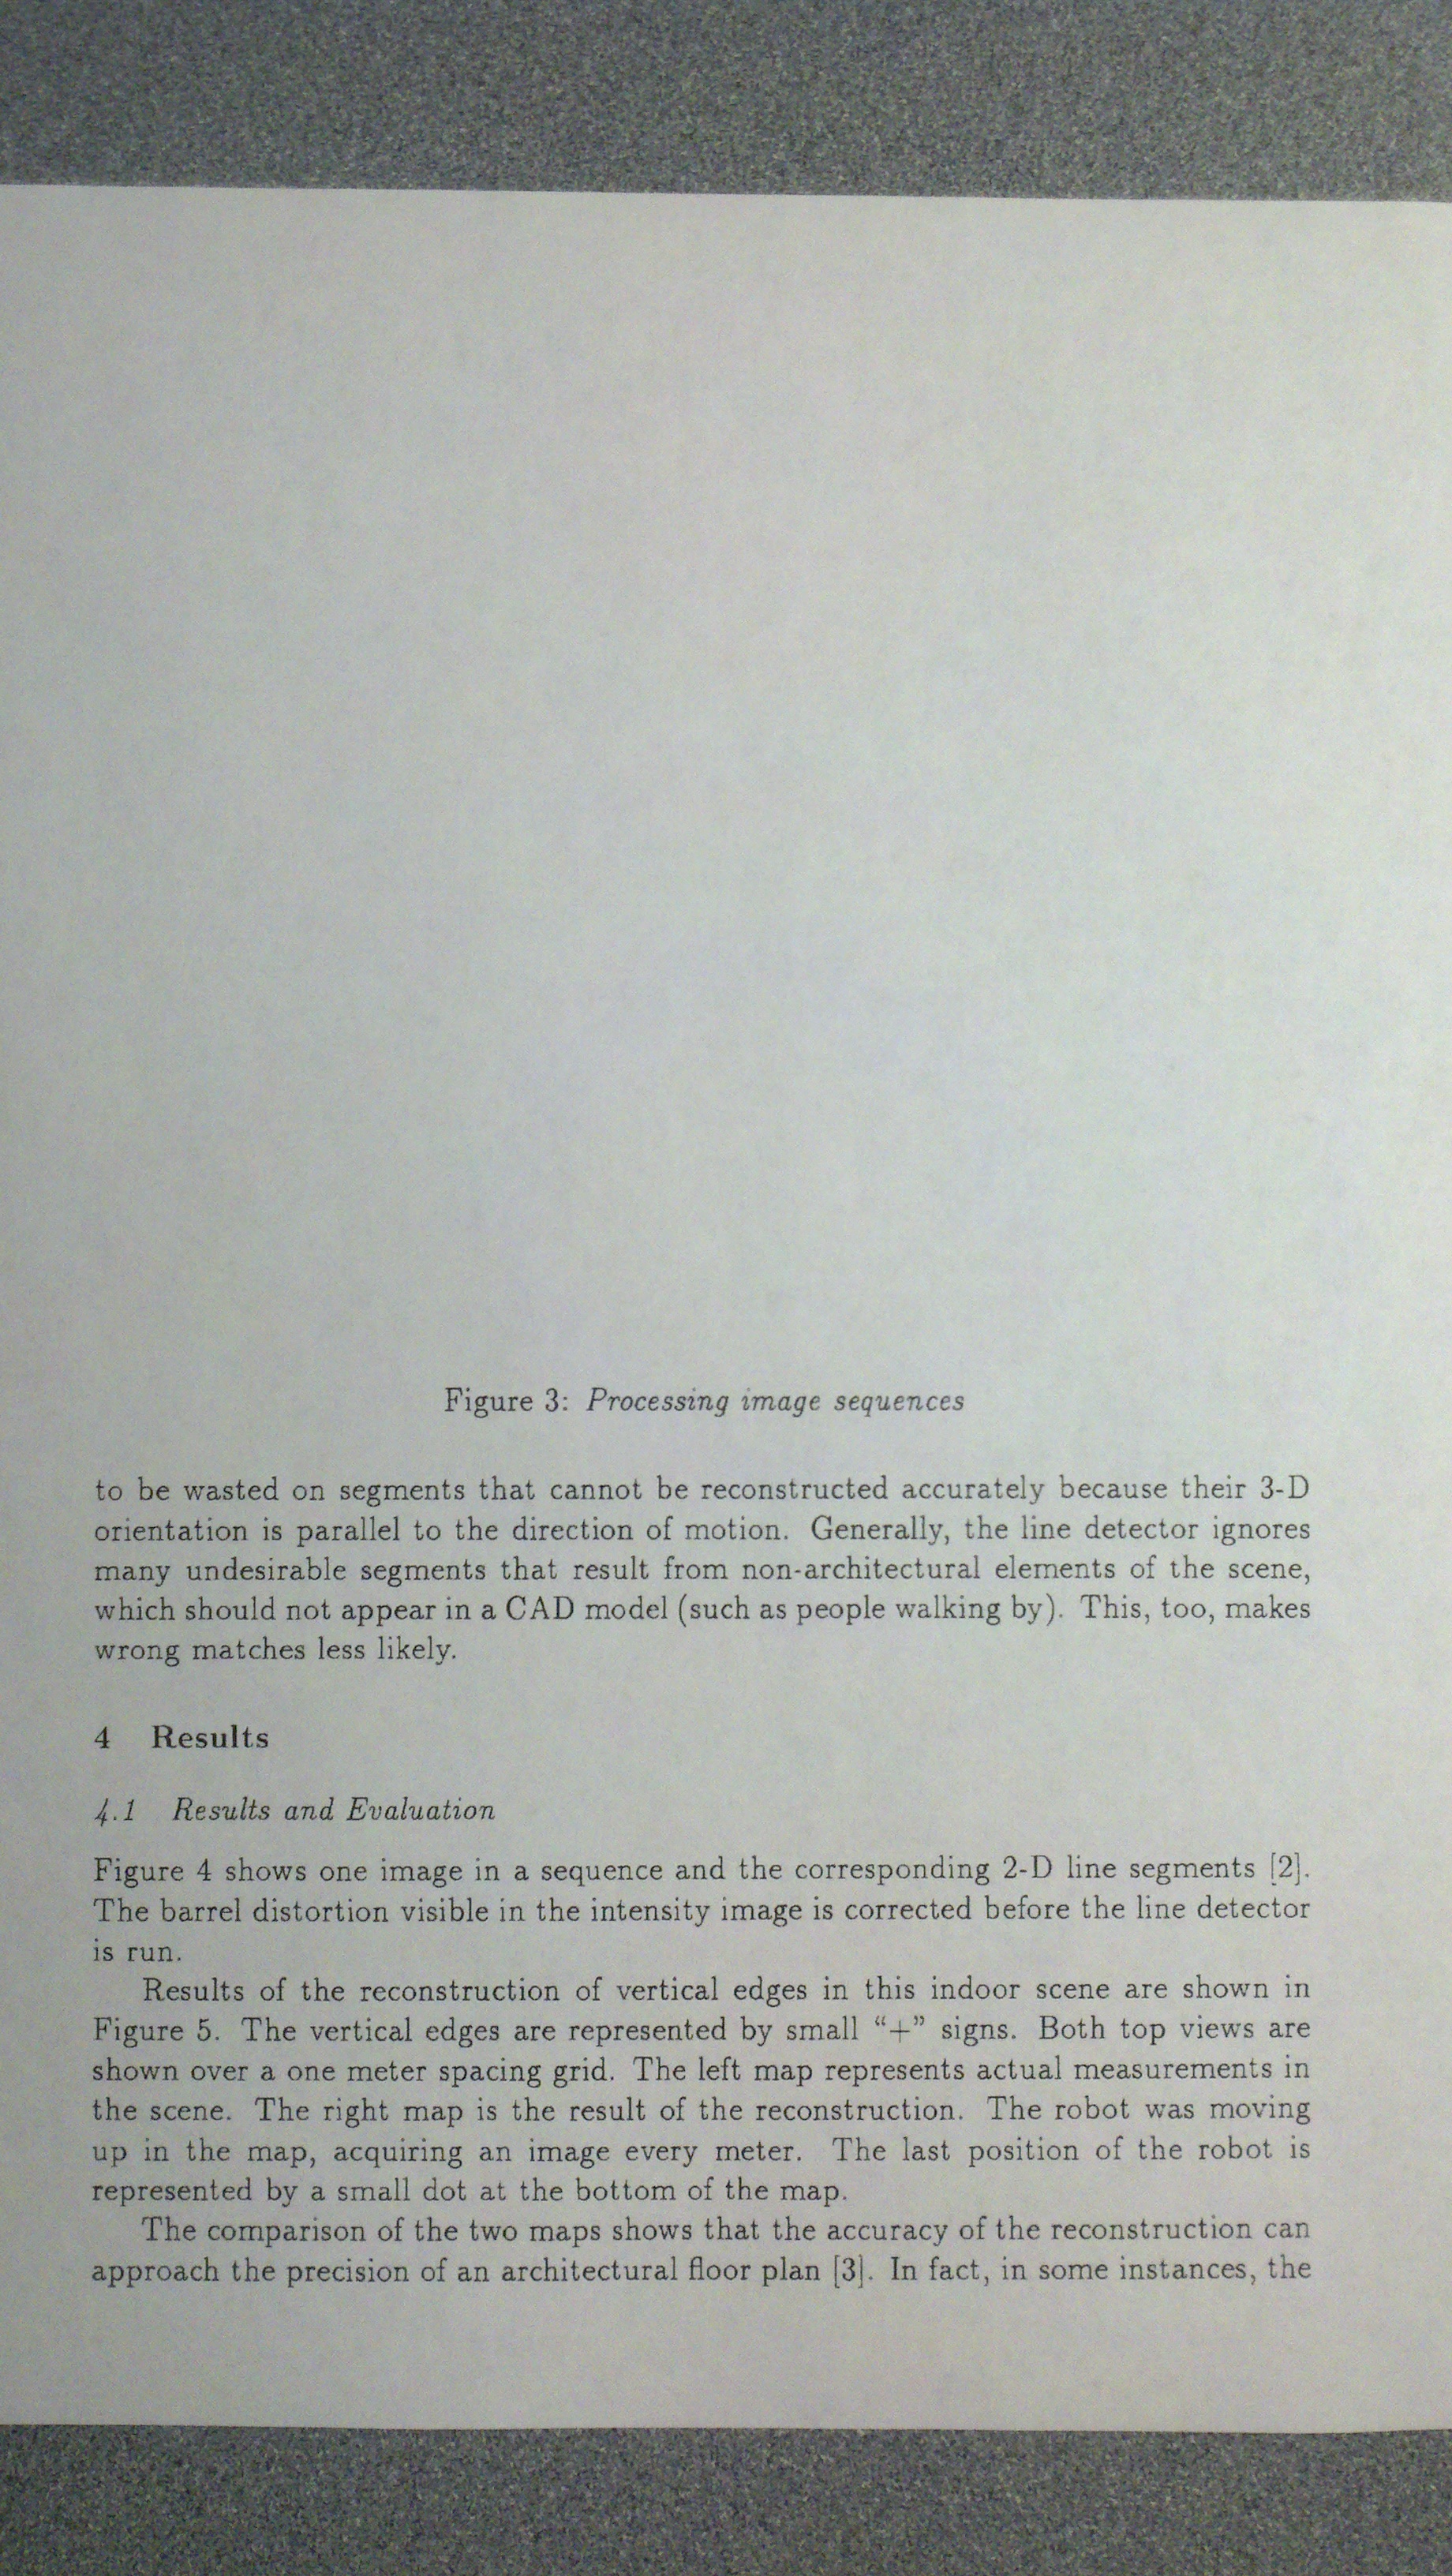 Figure 3: Processing image sequences
to be wasted on segments that cannot be reconstructed accurately because their 3-D
orientation is parallel to the direction of motion. Generally, the line detector ignores
many undesirable segments that result from non-architectural elements of the scene,
which should not appear in a CAD model (such as people walking by). This, too, makes
wrong matches less likely.
4 Results
4.1 Results and Evaluation
Figure 4 shows one image in a sequence and the corresponding 2-D line segments [2].
The barrel distortion visible in the intensity image is corrected before the line detector
is run.
Results of the reconstruction of vertical edges in this indoor scene are shown in
Figure 5. The vertical edges are represented by small “+” signs. Both top views are
shown over a one meter spacing grid. The left map represents actual measurements in
the scene. The right map is the result of the reconstruction. The robot was moving
up in the map, acquiring an image every meter. The last position of the robot is
represented by a small dot at the bottom of the map.
The comparison of the two maps shows that the accuracy of the reconstruction can
approach the precision of an architectural floor plan [3]. In fact, in some instances, the